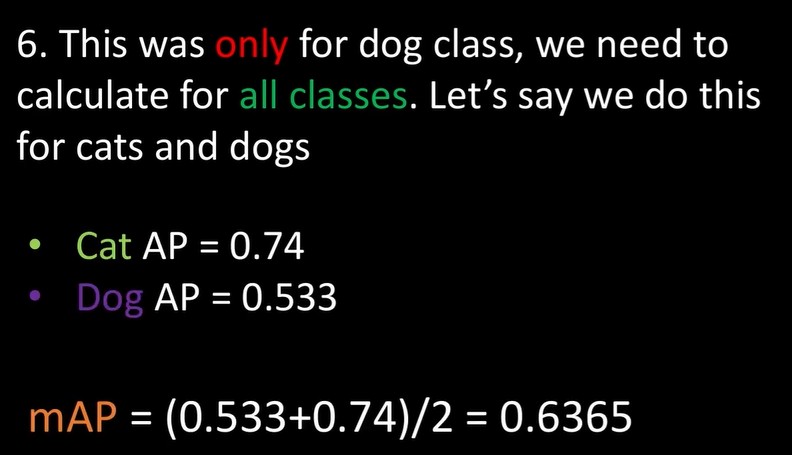 6. This was only for dog class, we need to
calculate for all classes. Let’s say we do this
for cats and dogs
• Cat AP = 0.74
• Dog AP = 0.533
mAP = (0.533+0.74)/2 = 0.6365